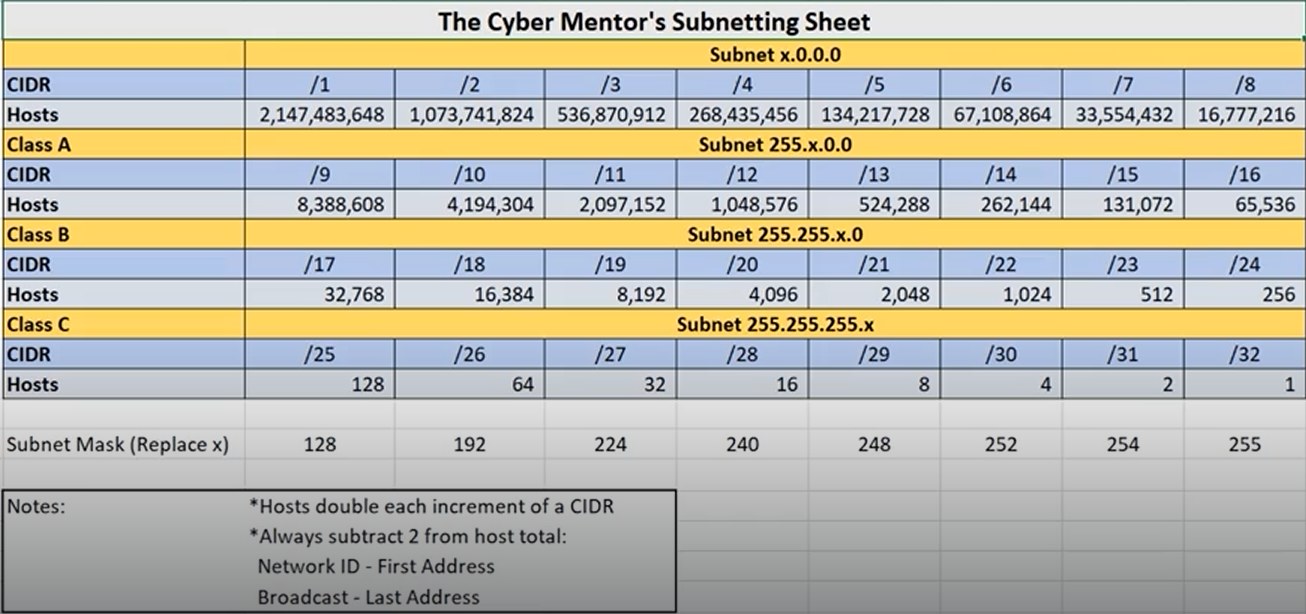 The Cyber Mentor's Subnetting Sheet
Subnet x.0.0.0
CIDR /1 /2 /3 /4 /5 /6 /7 /8
Hosts 2,147,483,648 1,073,741,824 536,870,912 268,435,456 134,217,728 67,108,864 33,554,432 16,777,216
Class A Subnet 255.x.0.0
CIDR /9 /10 /11 /12 /13 /14 /15 /16
Hosts 8,388,608 4,194,304 2,097,152 1,048,576 524,288 262,144 131,072 65,536
Class B Subnet 255.255.x.0
CIDR /17 /18 /19 /20 /21 /22 /23 /24
Hosts 32,768 16,384 8,192 4,096 2,048 1,024 512 256
Class C Subnet 255.255.255.x
CIDR /25 /26 /27 /28 /29 /30 /31 /32
Hosts 128 64 32 16 8 4 2 1
Subnet Mask (Replace x) 128 192 224 240 248 252 254 255
Notes: *Hosts double each increment of a CIDR
*Always subtract 2 from host total:
Network ID - First Address
Broadcast - Last Address